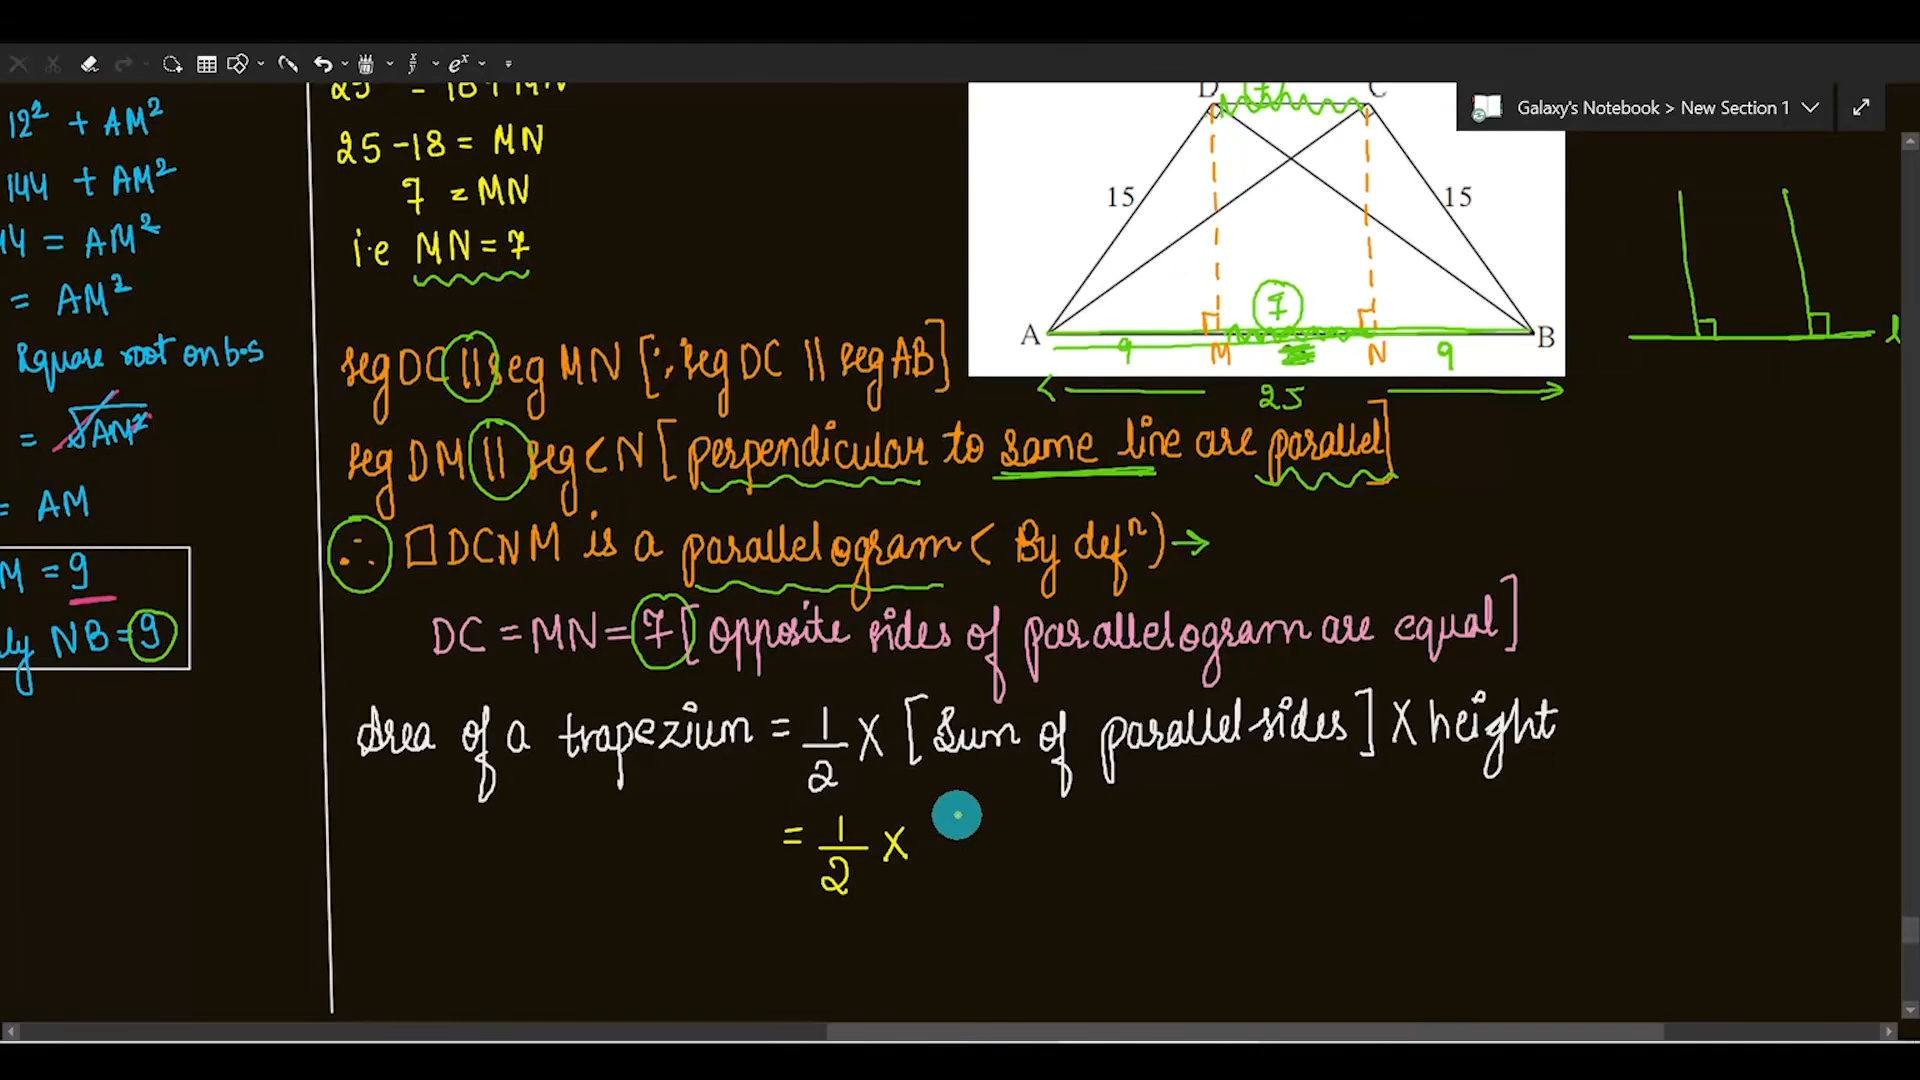 Galaxy's Notebook > New Section 1
12² + AM²
144 + AM²
= AM²
= AM²
Square root on b.s
= √AM²
= AM
M = 9
ly NB = 9
25 - 18 = MN
7 = MN
i.e MN = 7
D C
7
15 15
7
A M N B
9 9
25
l
seg DC || seg MN [∵ seg DC || seg AB]
seg DM || seg CN [perpendicular to same line are parallel]
∴ □DCNM is a parallelogram ( By defⁿ) →
DC = MN = 7 [opposite sides of parallelogram are equal]
Area of a trapezium = 1/2 X [Sum of parallel sides] X height
= 1/2 X